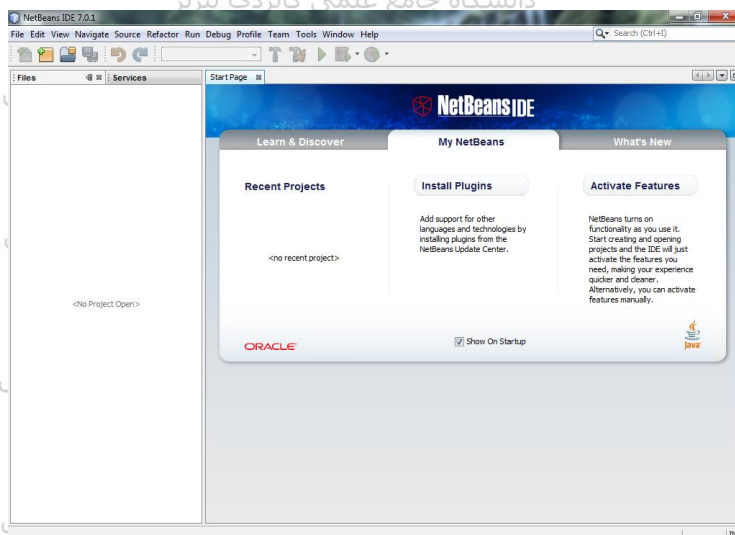 دانشگاه جامع علمی کاربردی تبریز
NetBeans IDE 7.0.1
File Edit View Navigate Source Refactor Run Debug Profile Team Tools Window Help
Search (Ctrl+I)
Files Services
Start Page
NetBeans IDE
Learn & Discover
My NetBeans
What's New
Recent Projects
<no recent project>
Install Plugins
Add support for other
languages and technologies by
installing plugins from the
NetBeans Update Center.
Activate Features
NetBeans turns on
functionality as you use it.
Start creating and opening
projects and the IDE will just
activate the features you
need, making your experience
quicker and cleaner.
Alternatively, you can activate
features manually.
<No Project Open>
ORACLE
Show On Startup
Java